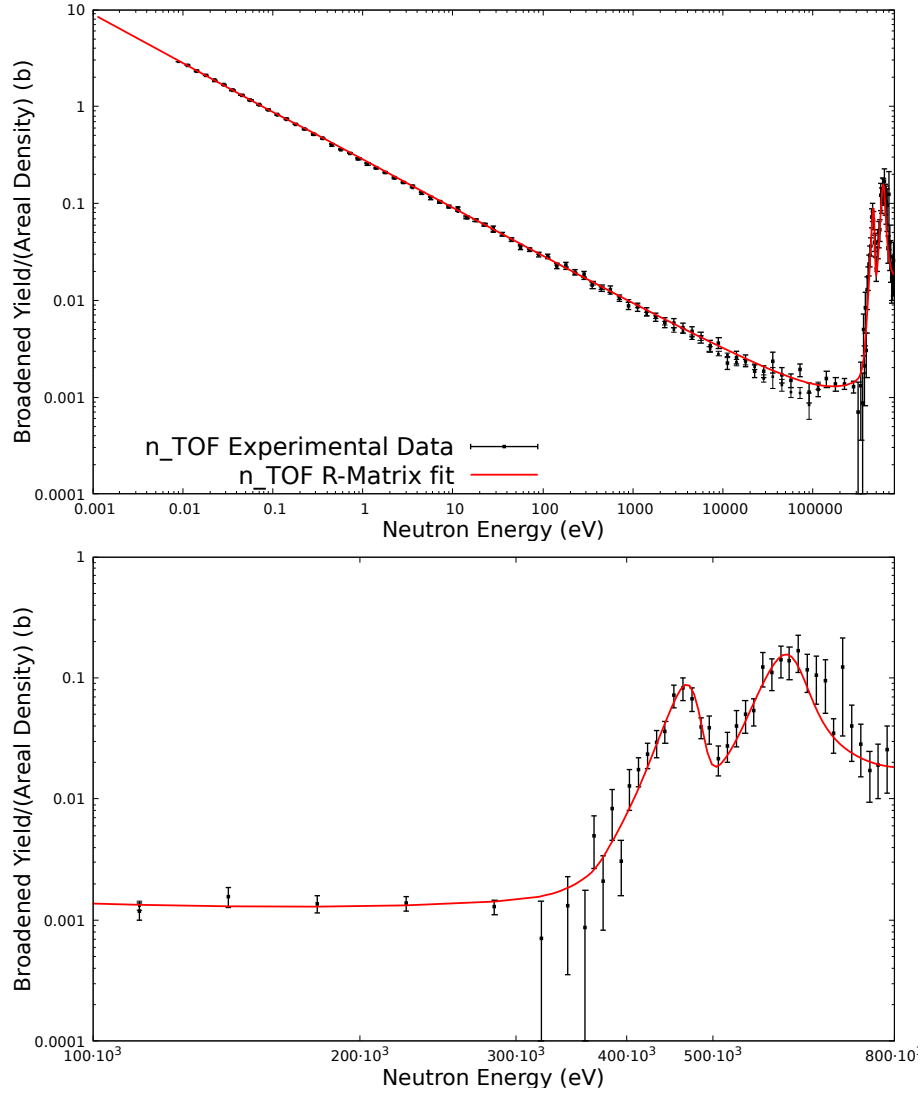 Broadened Yield/(Areal Density) (b)
10
1
0.1
0.01
0.001
0.0001
n_TOF Experimental Data
n_TOF R-Matrix fit
0.001 0.01 0.1 1 10 100 1000 10000 100000
Neutron Energy (eV)
Broadened Yield/(Areal Density) (b)
1
0.1
0.01
0.001
0.0001
100·10³ 200·10³ 300·10³ 400·10³ 500·10³ 800·10³
Neutron Energy (eV)